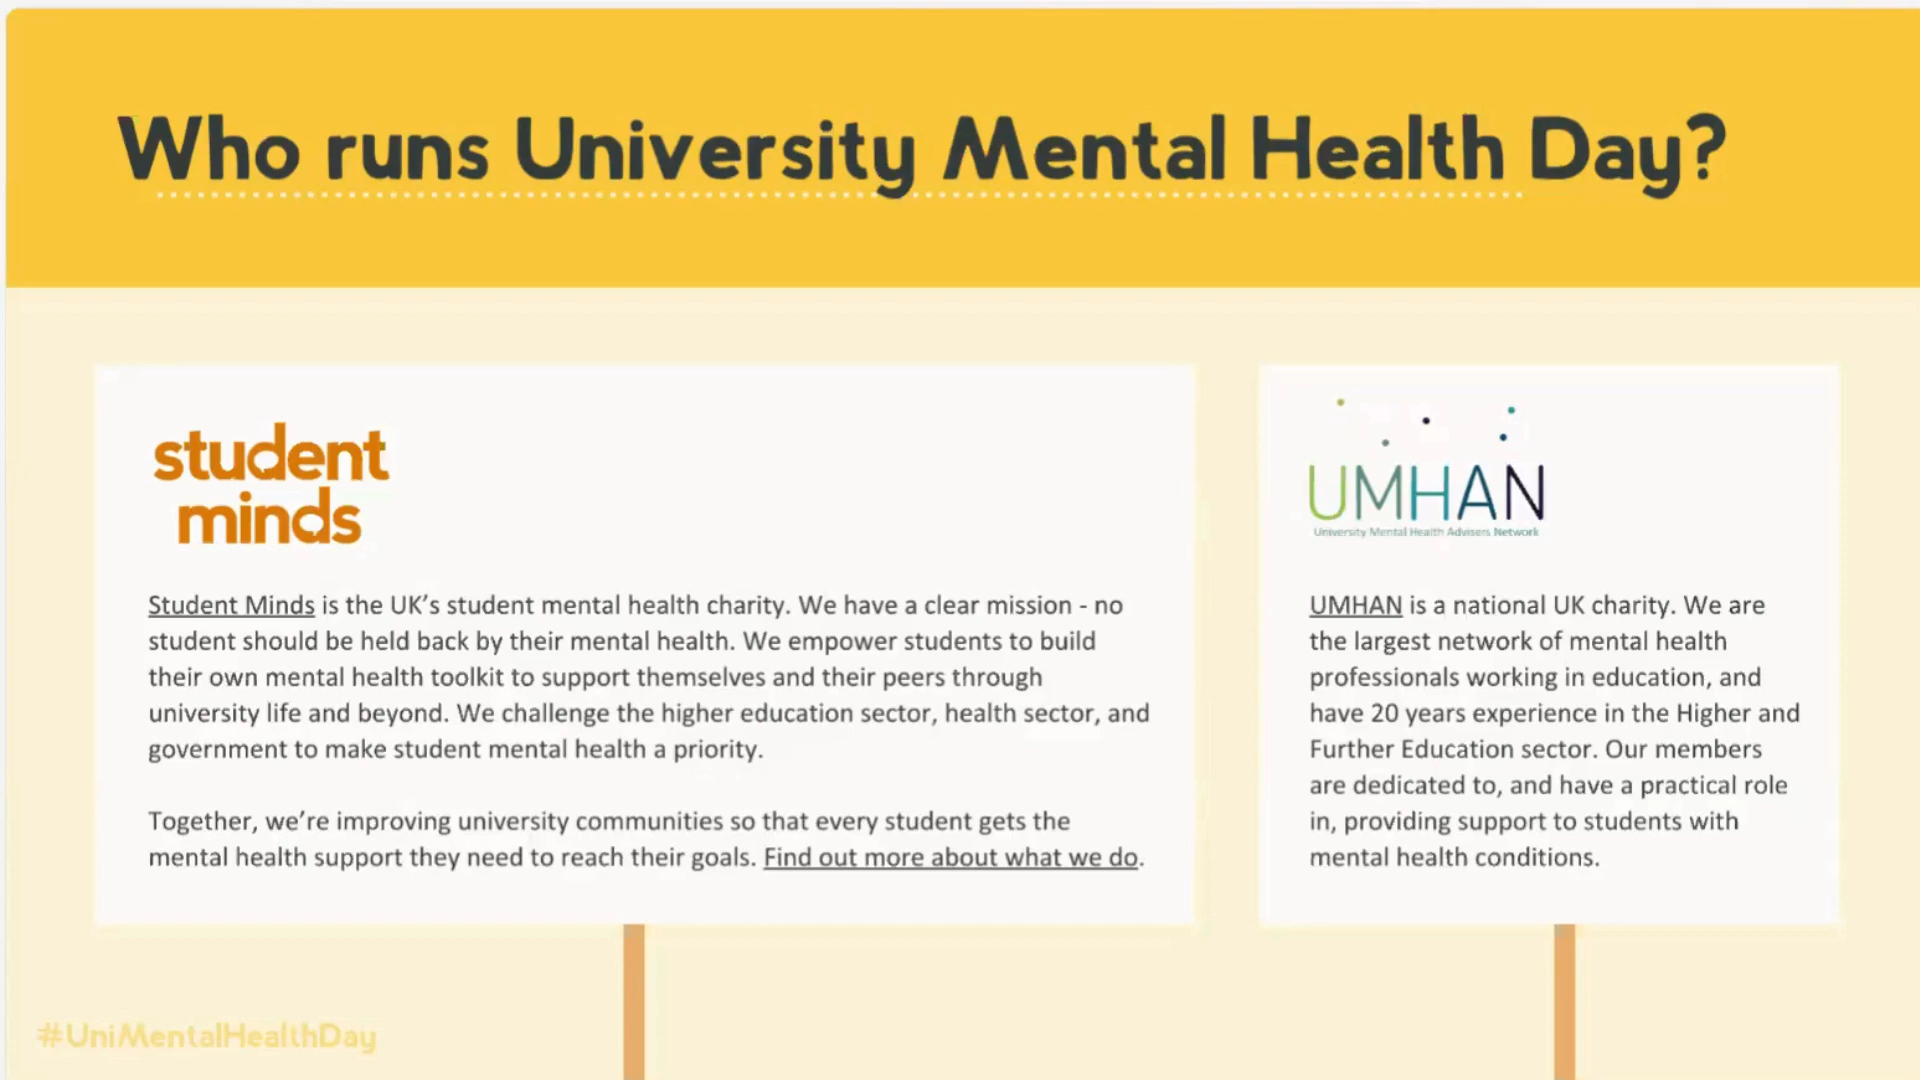 Who runs University Mental Health Day?
student
minds
Student Minds is the UK’s student mental health charity. We have a clear mission - no
student should be held back by their mental health. We empower students to build
their own mental health toolkit to support themselves and their peers through
university life and beyond. We challenge the higher education sector, health sector, and
government to make student mental health a priority.
Together, we’re improving university communities so that every student gets the
mental health support they need to reach their goals. Find out more about what we do.
UMHAN
University Mental Health Advisers Network
UMHAN is a national UK charity. We are
the largest network of mental health
professionals working in education, and
have 20 years experience in the Higher and
Further Education sector. Our members
are dedicated to, and have a practical role
in, providing support to students with
mental health conditions.
#UniMentalHealthDay